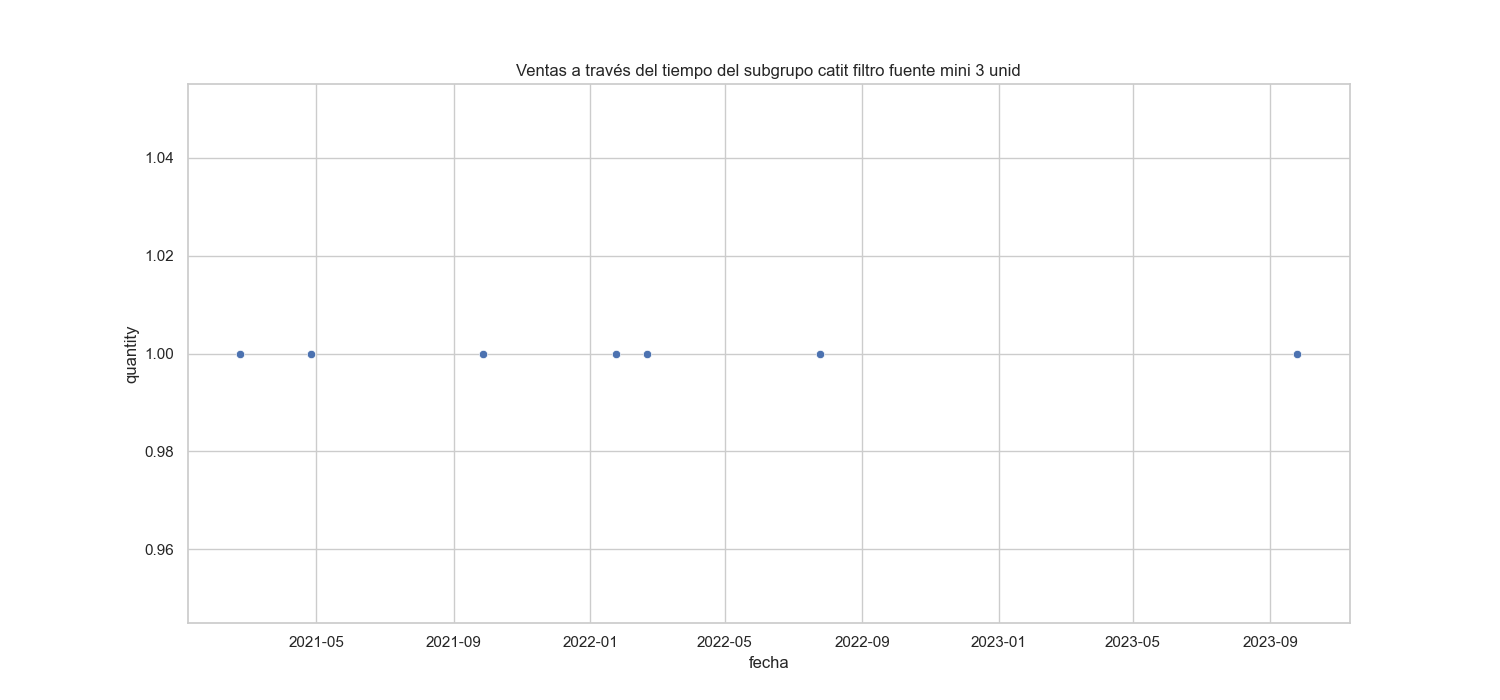 Ventas a través del tiempo del subgrupo catit filtro fuente mini 3 unid
1.04
1.02
1.00
0.98
0.96
quantity
2021-05 2021-09 2022-01 2022-05 2022-09 2023-01 2023-05 2023-09
fecha